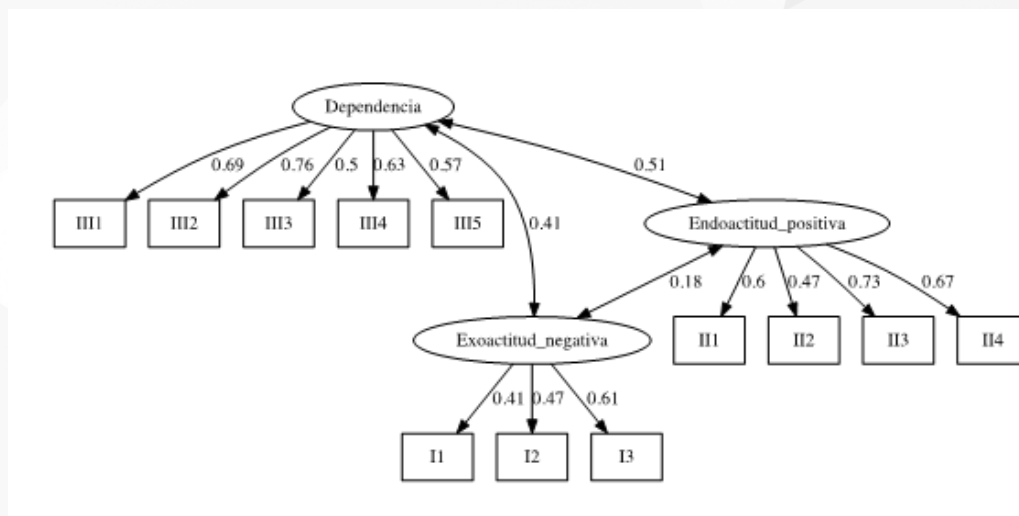 Dependencia
0.69
0.76
0.5
0.63
0.57
0.51
III1
III2
III3
III4
III5
0.41
Endoactitud_positiva
0.18
0.6
0.47
0.73
0.67
Exoactitud_negativa
II1
II2
II3
II4
0.41
0.47
0.61
I1
I2
I3